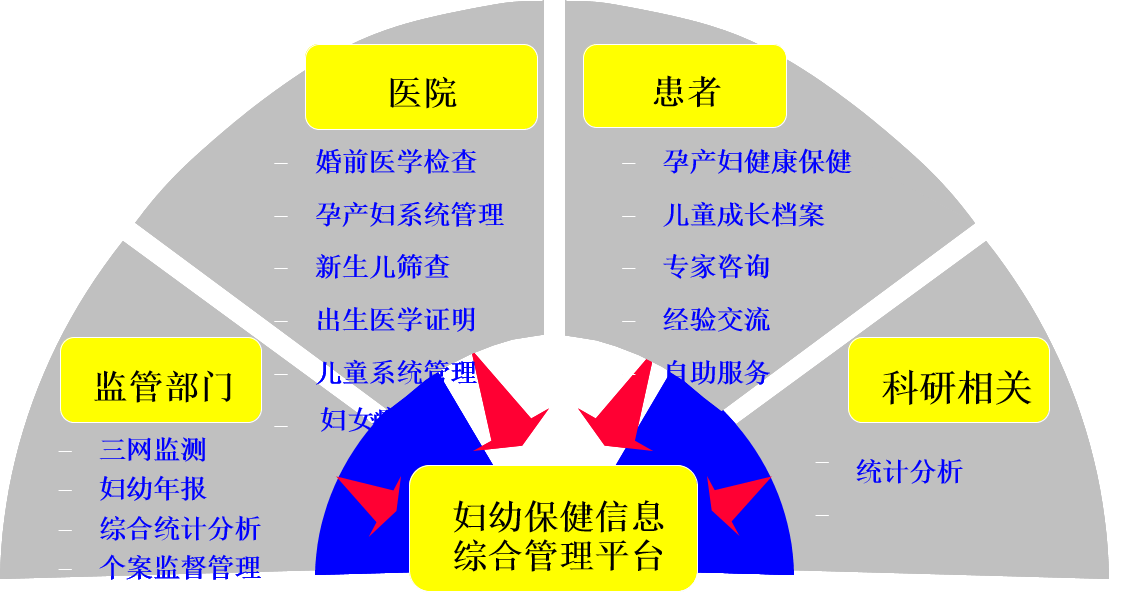 医院
婚前医学检查
孕产妇系统管理
新生儿筛查
出生医学证明
儿童系统管理
妇女
患者
孕产妇健康保健
儿童成长档案
专家咨询
经验交流
自助服务
监管部门
三网监测
妇幼年报
综合统计分析
个案监督管理
科研相关
统计分析
妇幼保健信息
综合管理平台